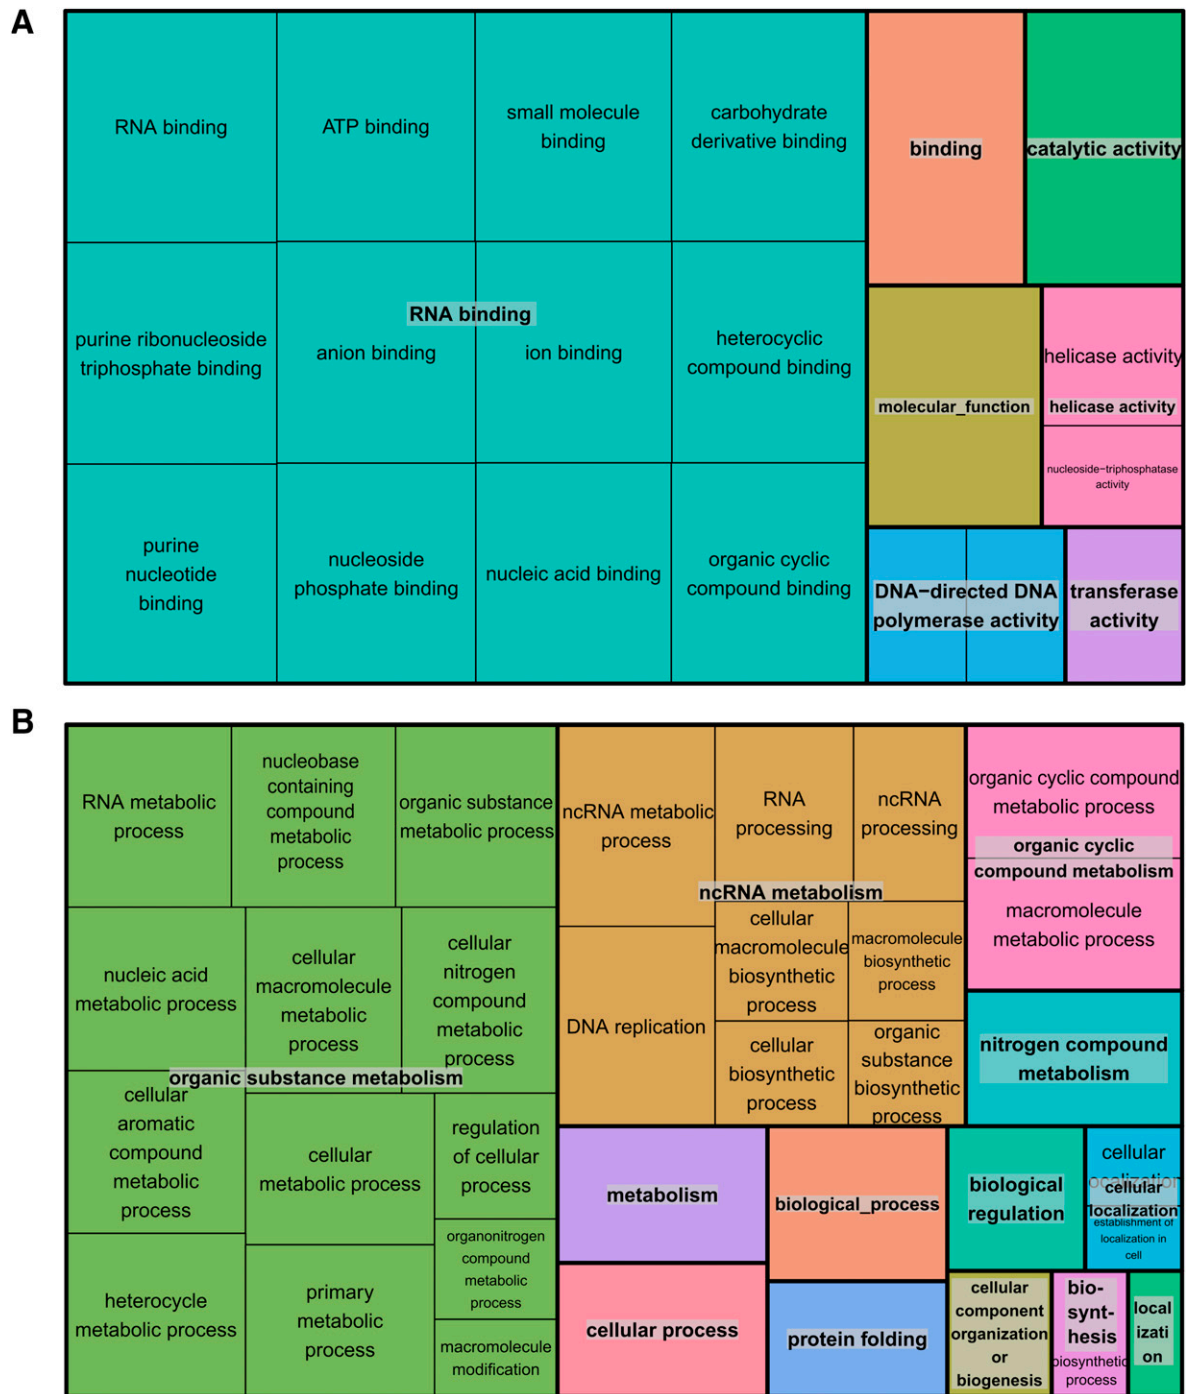 A
RNA binding
ATP binding
small molecule
binding
carbohydrate
derivative binding
binding
catalytic activity
purine ribonucleoside
triphosphate binding
RNA binding
anion binding
ion binding
heterocyclic
compound binding
molecular_function
helicase activity
helicase activity
nucleoside−triphosphatase
activity
purine
nucleotide
binding
nucleoside
phosphate binding
nucleic acid binding
organic cyclic
compound binding
DNA−directed DNA
polymerase activity
transferase
activity
B
RNA metabolic
process
nucleobase
containing
compound
metabolic
process
organic substance
metabolic process
nucleic acid
metabolic process
cellular
macromolecule
metabolic
process
cellular
nitrogen
compound
metabolic
process
organic substance metabolism
cellular
aromatic
compound
metabolic
process
cellular
metabolic process
regulation
of cellular
process
organonitrogen
compound
metabolic
process
heterocycle
metabolic process
primary
metabolic
process
macromolecule
modification
ncRNA metabolic
process
RNA
processing
ncRNA
processing
ncRNA metabolism
DNA replication
cellular
macromolecule
biosynthetic
process
macromolecule
biosynthetic
process
cellular
biosynthetic
process
organic
substance
biosynthetic
process
organic cyclic compound
metabolic process
organic cyclic
compound metabolism
macromolecule
metabolic process
nitrogen compound
metabolism
metabolism
cellular process
biological_process
protein folding
biological
regulation
cellular
localization
cellular
localization
establishment of
localization in
cell
cellular
component
organization
or
biogenesis
bio-
synt-
hesis
biosynthetic
process
local
izati
on